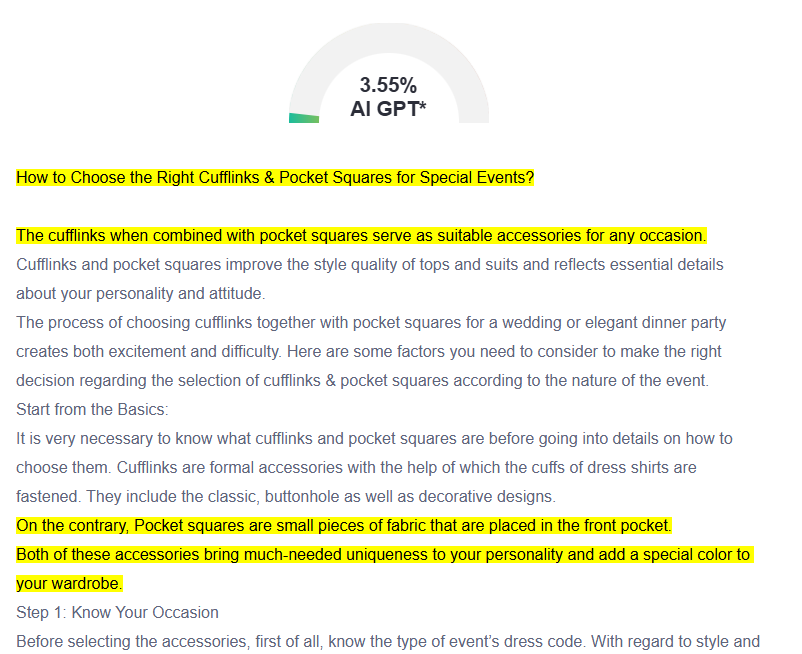 3.55%
AI GPT*
How to Choose the Right Cufflinks & Pocket Squares for Special Events?
The cufflinks when combined with pocket squares serve as suitable accessories for any occasion.
Cufflinks and pocket squares improve the style quality of tops and suits and reflects essential details
about your personality and attitude.
The process of choosing cufflinks together with pocket squares for a wedding or elegant dinner party
creates both excitement and difficulty. Here are some factors you need to consider to make the right
decision regarding the selection of cufflinks & pocket squares according to the nature of the event.
Start from the Basics:
It is very necessary to know what cufflinks and pocket squares are before going into details on how to
choose them. Cufflinks are formal accessories with the help of which the cuffs of dress shirts are
fastened. They include the classic, buttonhole as well as decorative designs.
On the contrary, Pocket squares are small pieces of fabric that are placed in the front pocket.
Both of these accessories bring much-needed uniqueness to your personality and add a special color to
your wardrobe.
Step 1: Know Your Occasion
Before selecting the accessories, first of all, know the type of event's dress code. With regard to style and